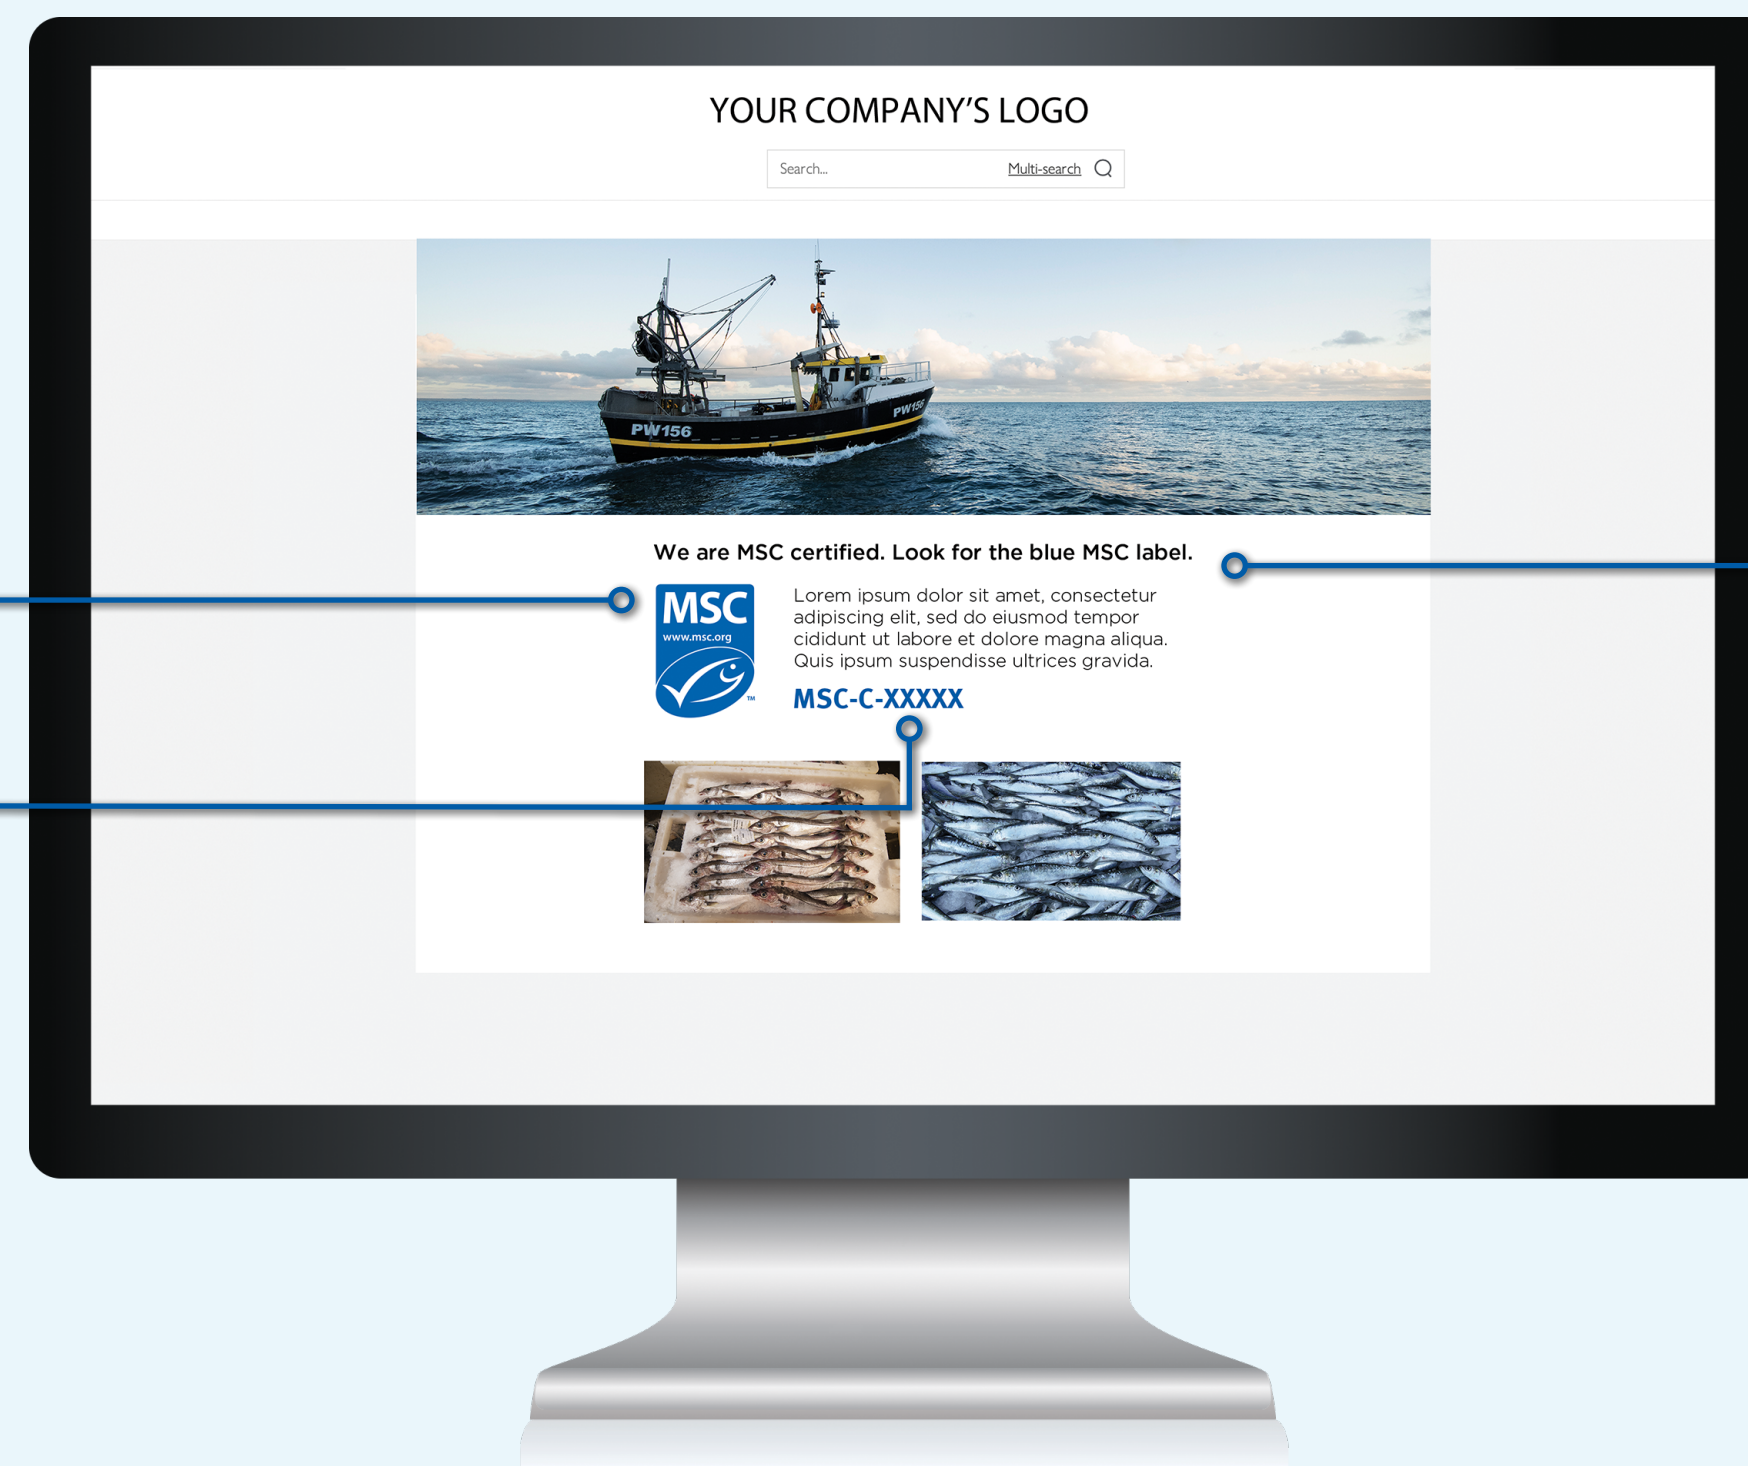 YOUR COMPANY’S LOGO
Search... Multi-search
PW156
PW156
We are MSC certified. Look for the blue MSC label.
MSC
www.msc.org
TM
Lorem ipsum dolor sit amet, consectetur
adipiscing elit, sed do eiusmod tempor
cididunt ut labore et dolore magna aliqua.
Quis ipsum suspendisse ultrices gravida.
MSC-C-XXXXX